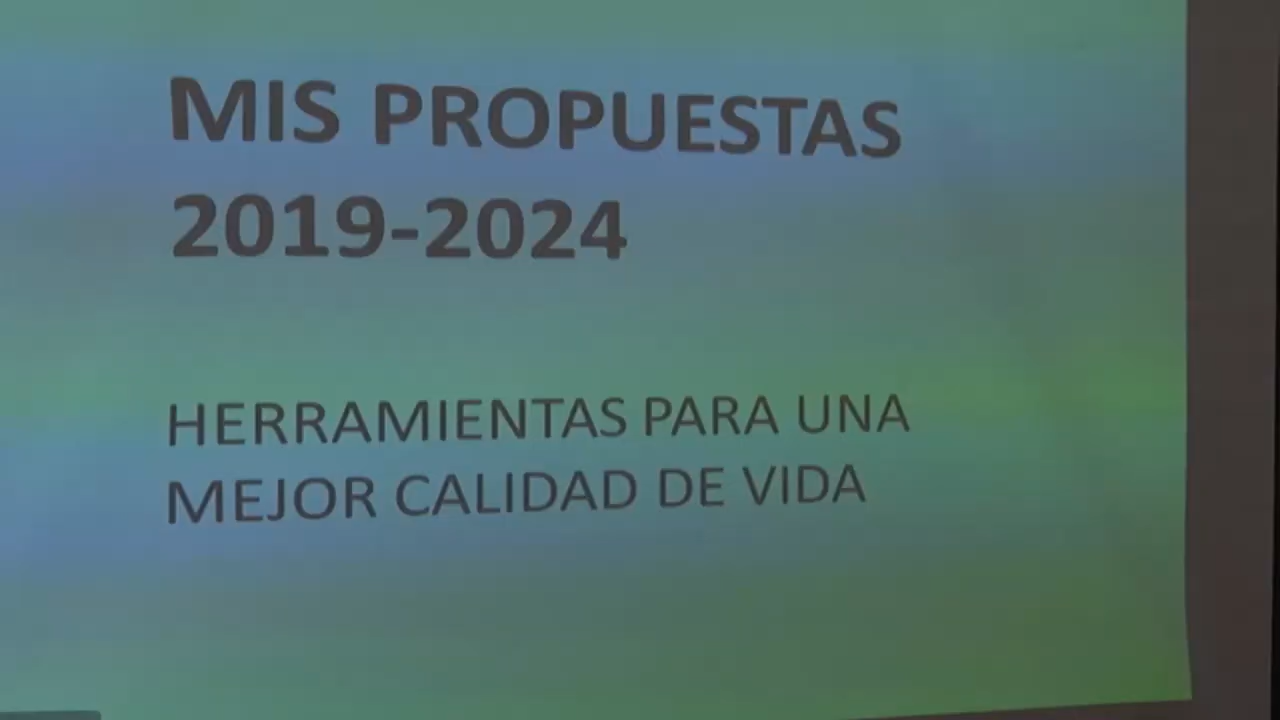 MIS PROPUESTAS
2019-2024
HERRAMIENTAS PARA UNA
MEJOR CALIDAD DE VIDA